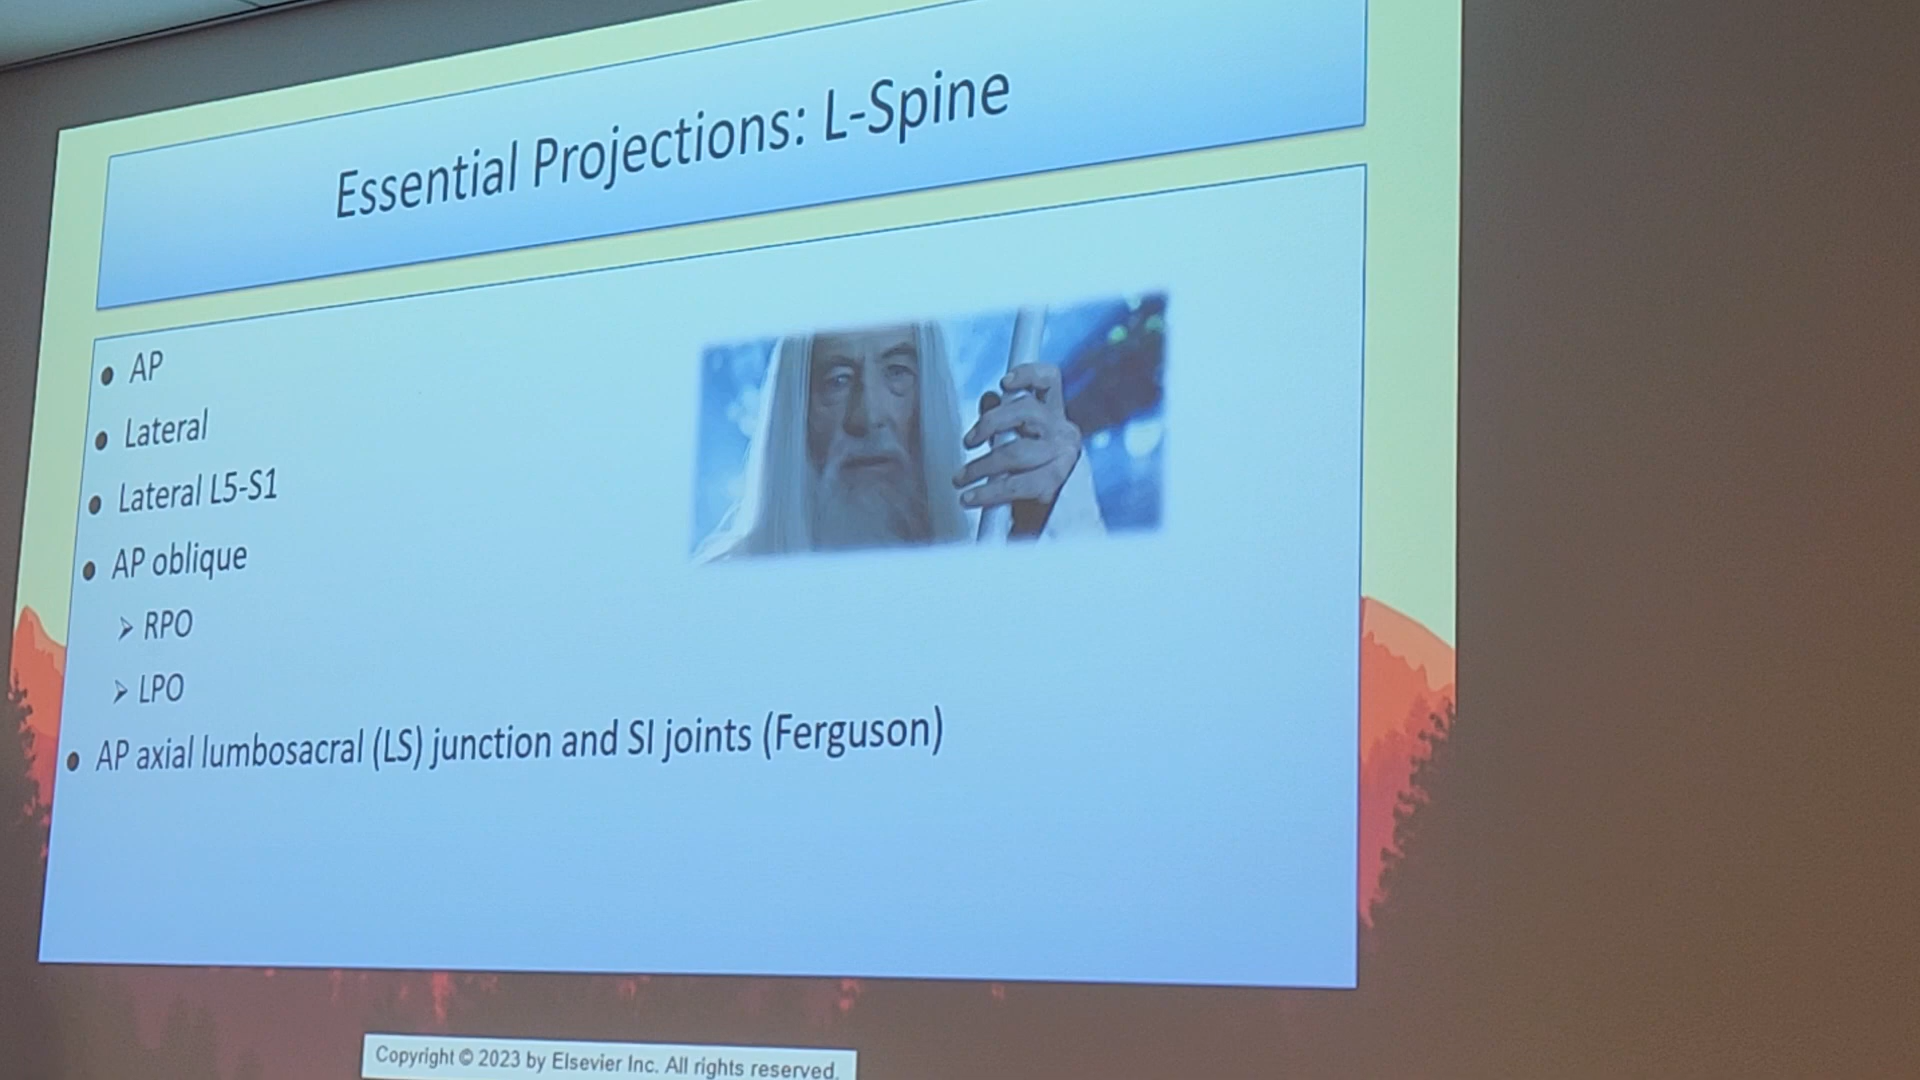 Essential Projections: L-Spine
● AP
● Lateral
● Lateral L5-S1
● AP oblique
➢ RPO
➢ LPO
● AP axial lumbosacral (LS) junction and SI joints (Ferguson)
Copyright © 2023 by Elsevier Inc. All rights reserved.